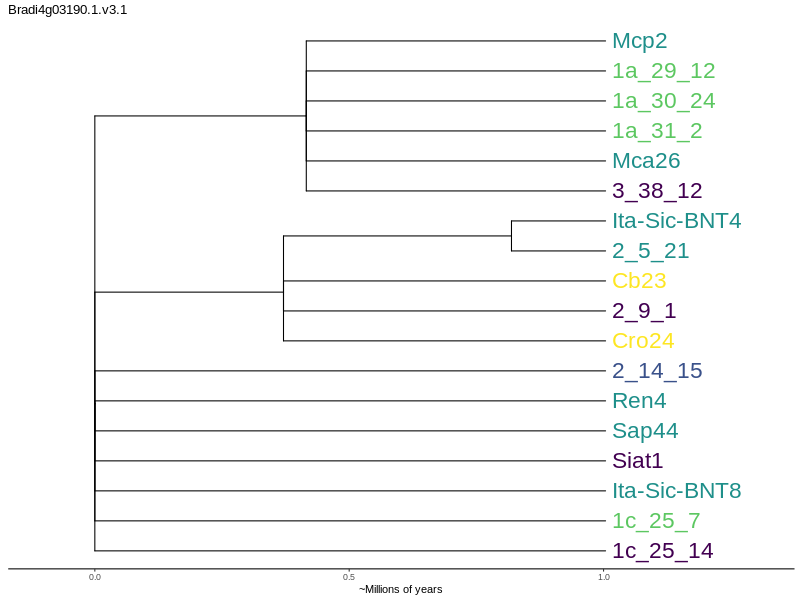 Bradi4g03190.1.v3.1
Mcp2
1a_29_12
1a_30_24
1a_31_2
Mca26
3_38_12
Ita-Sic-BNT4
2_5_21
Cb23
2_9_1
Cro24
2_14_15
Ren4
Sap44
Siat1
Ita-Sic-BNT8
1c_25_7
1c_25_14
0.0 0.5 1.0
~Millions of years